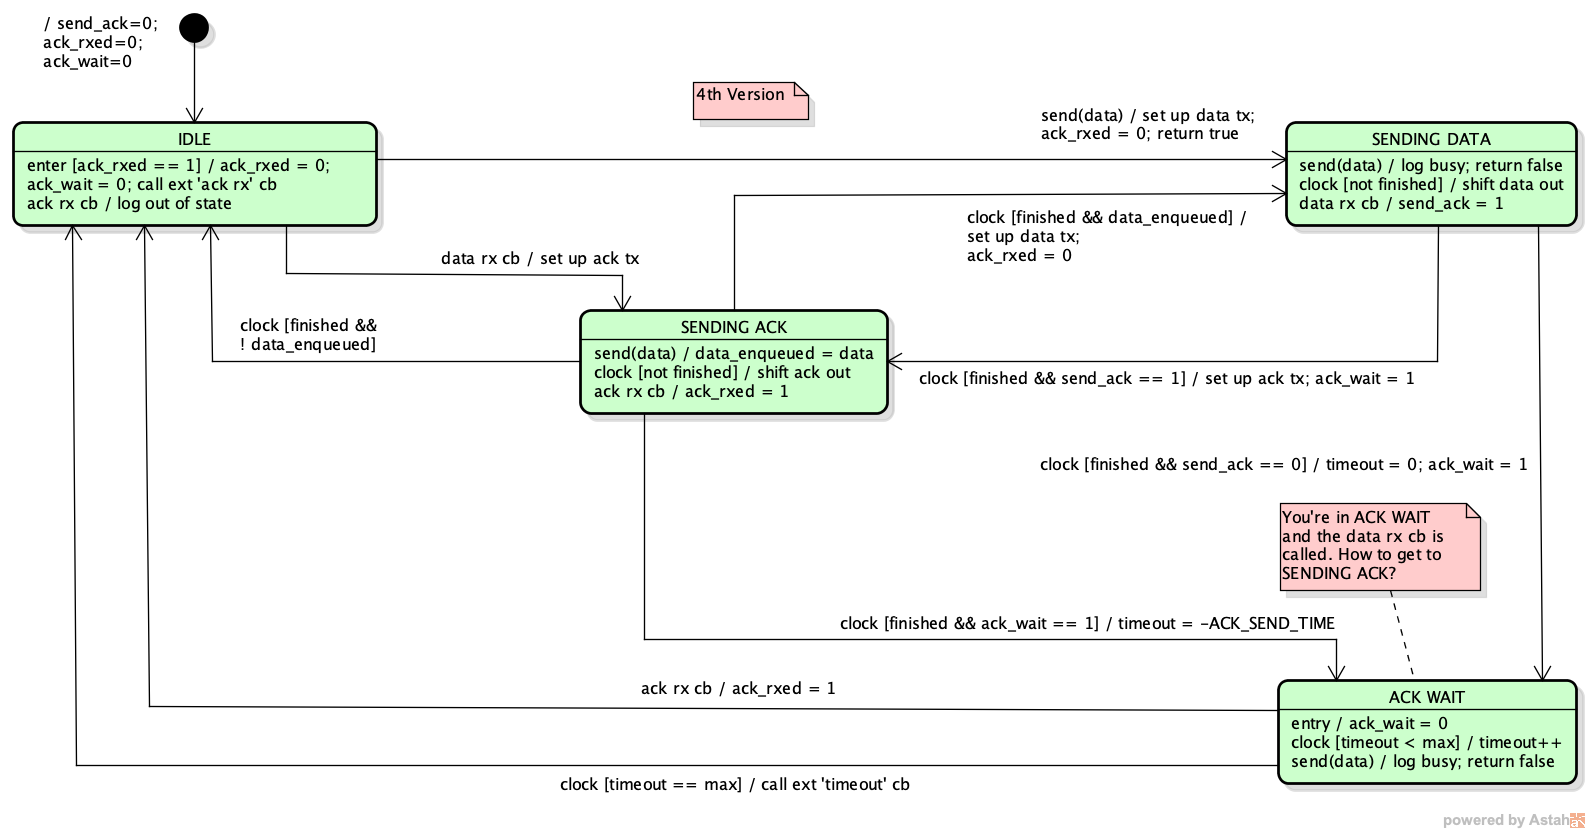 / send_ack=0;
ack_rxed=0;
ack_wait=0
4th Version
send(data) / set up data tx;
ack_rxed = 0; return true
IDLE
enter [ack_rxed == 1] / ack_rxed = 0;
ack_wait = 0; call ext 'ack rx' cb
ack rx cb / log out of state
SENDING DATA
send(data) / log busy; return false
clock [not finished] / shift data out
data rx cb / send_ack = 1
clock [finished && data_enqueued] /
set up data tx;
ack_rxed = 0
data rx cb / set up ack tx
clock [finished &&
! data_enqueued]
SENDING ACK
send(data) / data_enqueued = data
clock [not finished] / shift ack out
ack rx cb / ack_rxed = 1
clock [finished && send_ack == 1] / set up ack tx; ack_wait = 1
clock [finished && send_ack == 0] / timeout = 0; ack_wait = 1
You're in ACK WAIT
and the data rx cb is
called. How to get to
SENDING ACK?
clock [finished && ack_wait == 1] / timeout = -ACK_SEND_TIME
ack rx cb / ack_rxed = 1
ACK WAIT
entry / ack_wait = 0
clock [timeout < max] / timeout++
send(data) / log busy; return false
clock [timeout == max] / call ext 'timeout' cb
powered by Astah